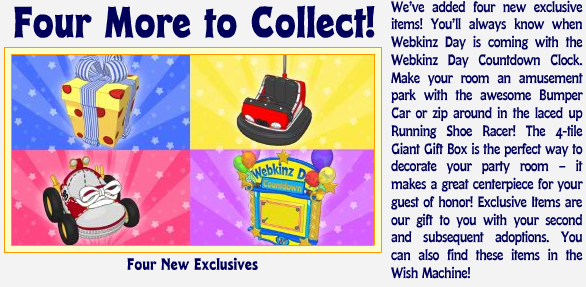 Four More to Collect!
Webkinz Day
Countdown
Four New Exclusives
We've added four new exclusive
items! You'll always know when
Webkinz Day is coming with the
Webkinz Day Countdown Clock.
Make your room an amusement
park with the awesome Bumper
Car or zip around in the laced up
Running Shoe Racer! The 4-tile
Giant Gift Box is the perfect way to
decorate your party room – it
makes a great centerpiece for your
guest of honor! Exclusive Items are
our gift to you with your second
and subsequent adoptions. You
can also find these items in the
Wish Machine!